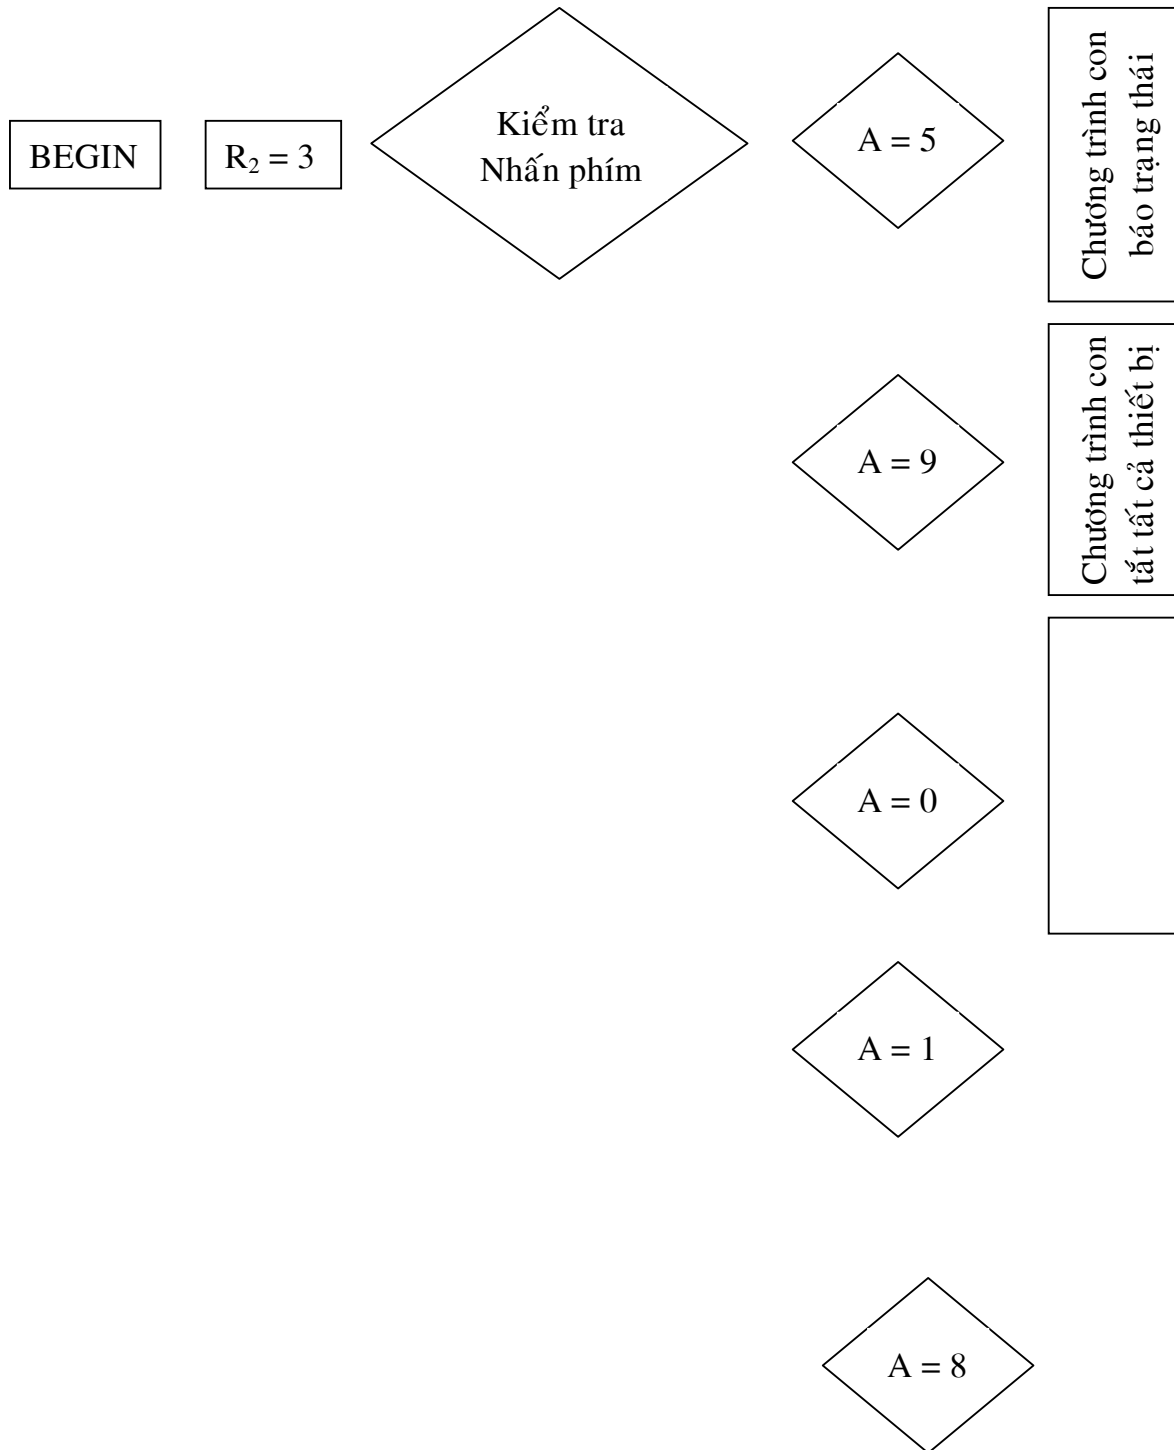 BEGIN
R₂ = 3
Kiểm tra
Nhấn phím
A = 5
Chương trình con
báo trạng thái
A = 9
Chương trình con
tắt tất cả thiết bị
A = 0
A = 1
A = 8